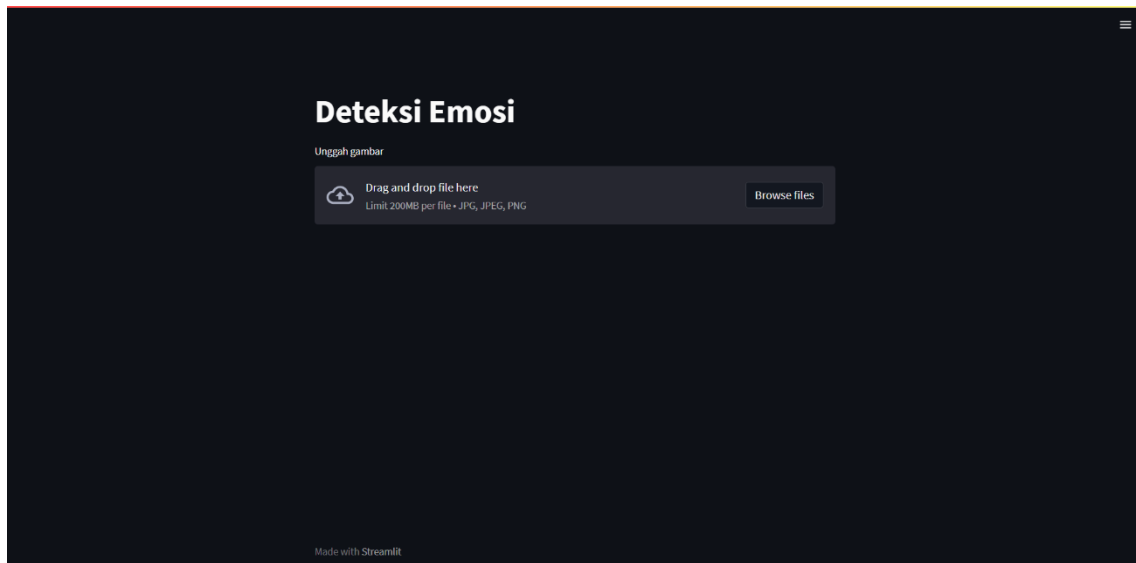 Deteksi Emosi
Unggah gambar
Drag and drop file here
Limit 200MB per file • JPG, JPEG, PNG
Browse files
Made with Streamlit